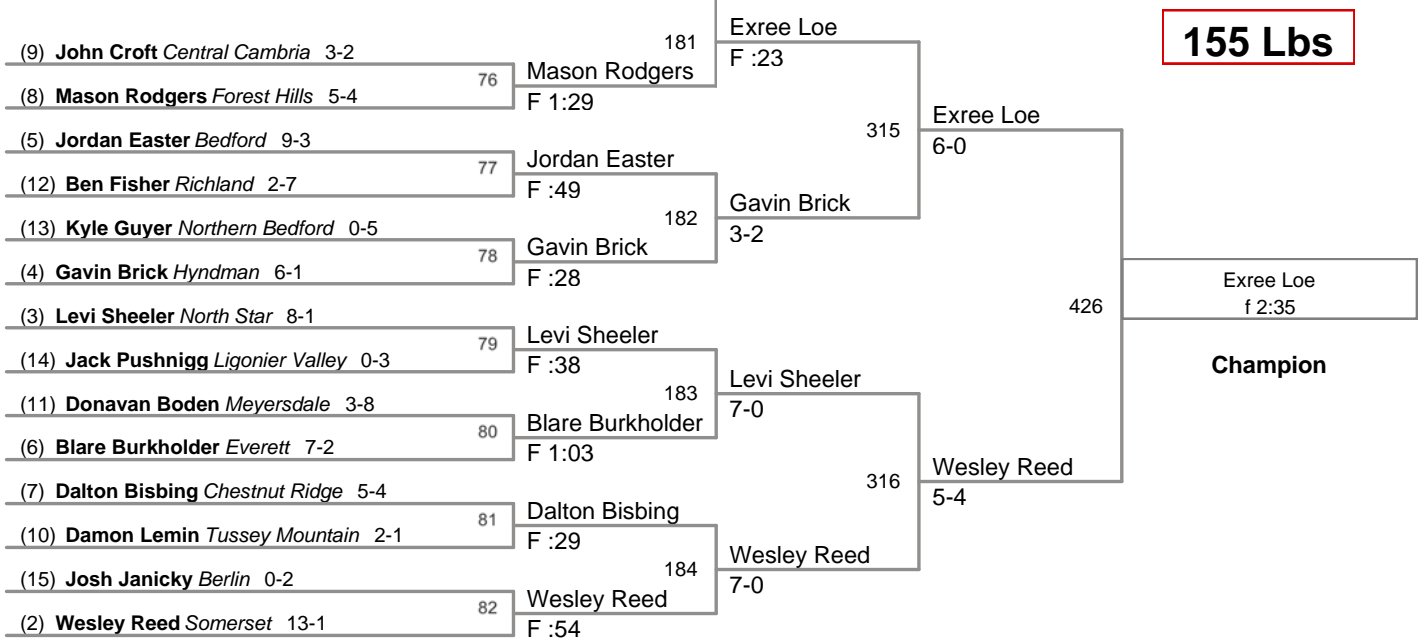 155 Lbs
(9) John Croft Central Cambria 3-2
(8) Mason Rodgers Forest Hills 5-4
(5) Jordan Easter Bedford 9-3
(12) Ben Fisher Richland 2-7
(13) Kyle Guyer Northern Bedford 0-5
(4) Gavin Brick Hyndman 6-1
(3) Levi Sheeler North Star 8-1
(14) Jack Pushnigg Ligonier Valley 0-3
(11) Donavan Boden Meyersdale 3-8
(6) Blare Burkholder Everett 7-2
(7) Dalton Bisbing Chestnut Ridge 5-4
(10) Damon Lemin Tussey Mountain 2-1
(15) Josh Janicky Berlin 0-2
(2) Wesley Reed Somerset 13-1
76
Mason Rodgers
F 1:29
77
Jordan Easter
F :49
78
Gavin Brick
F :28
79
Levi Sheeler
F :38
80
Blare Burkholder
F 1:03
81
Dalton Bisbing
F :29
82
Wesley Reed
F :54
181
Exree Loe
F :23
182
Gavin Brick
3-2
183
Levi Sheeler
7-0
184
Wesley Reed
7-0
315
Exree Loe
6-0
316
Wesley Reed
5-4
426
Exree Loe
f 2:35
Champion